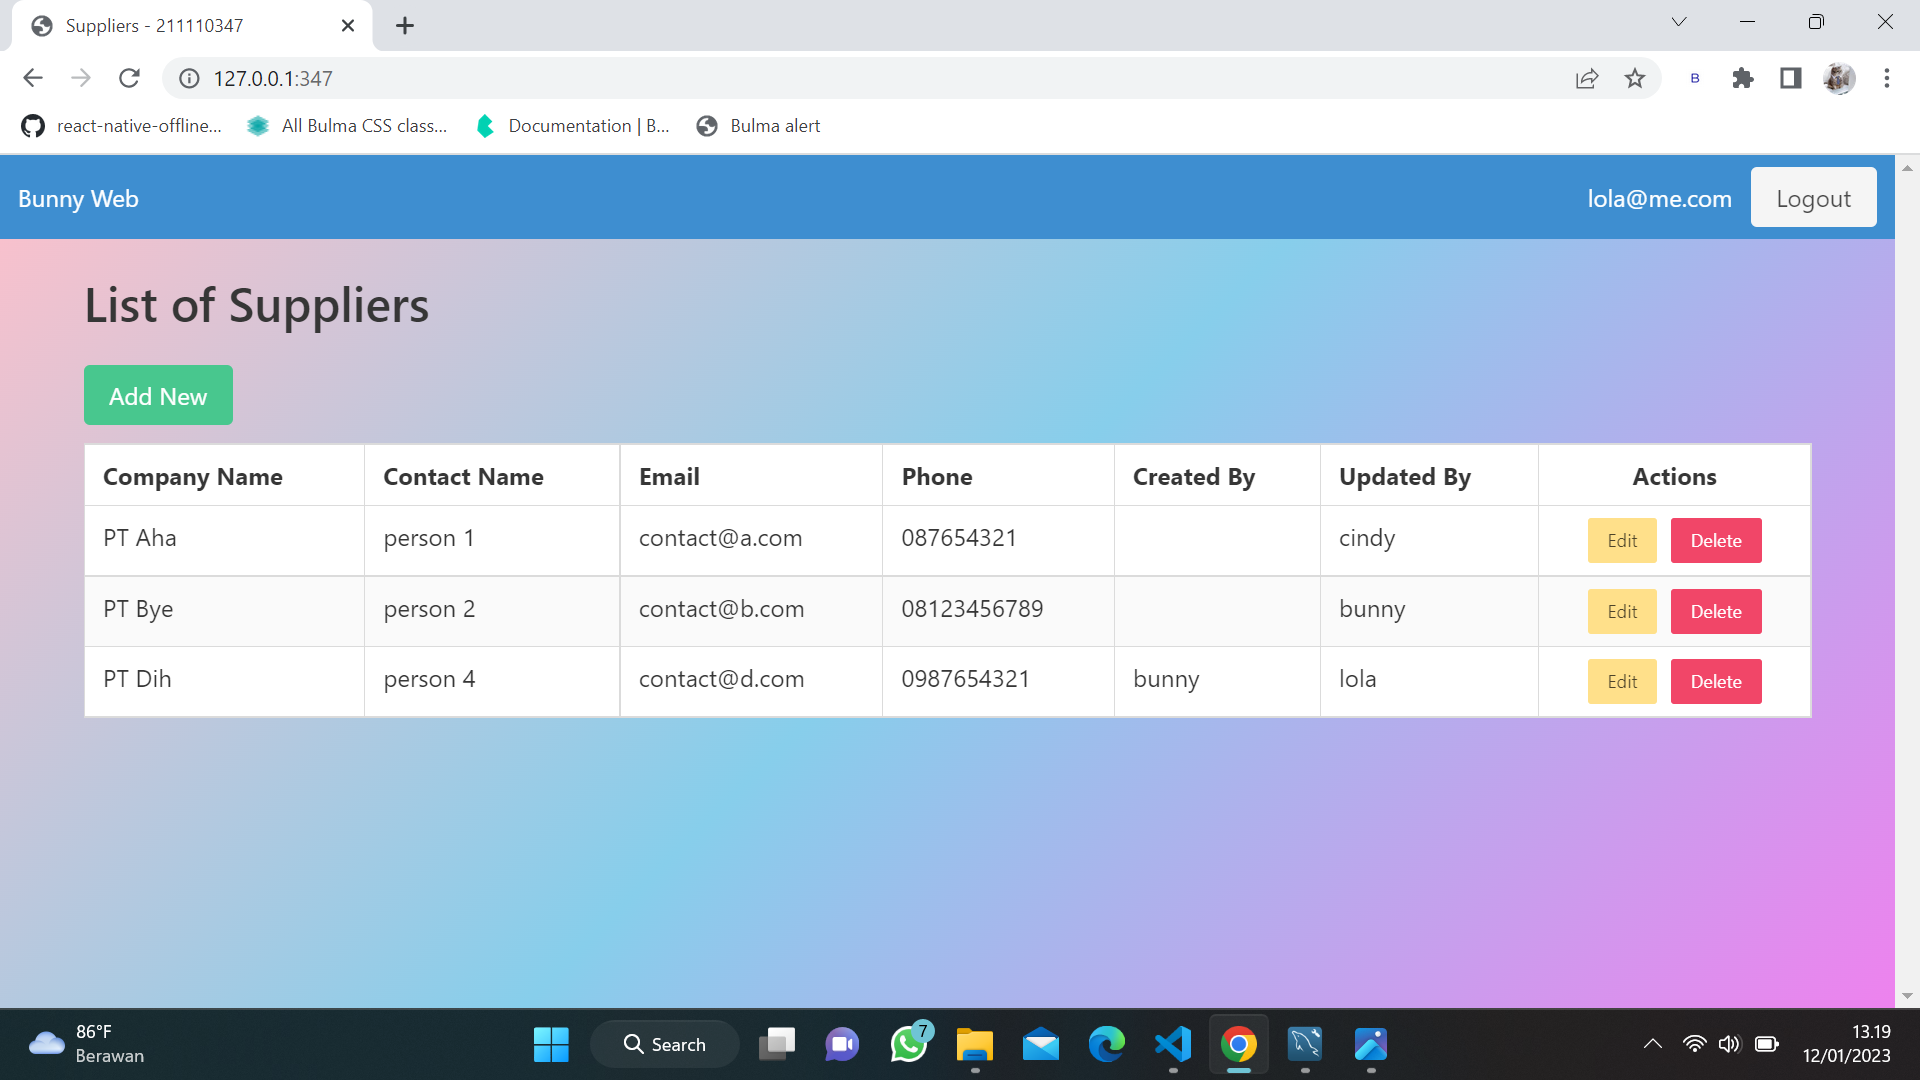 Suppliers - 211110347
127.0.0.1:347
react-native-offline... All Bulma CSS class... Documentation | B... Bulma alert
B
Bunny Web lola@me.com Logout
List of Suppliers
Add New
Company Name Contact Name Email Phone Created By Updated By Actions
PT Aha person 1 contact@a.com 087654321 cindy Edit Delete
PT Bye person 2 contact@b.com 08123456789 bunny Edit Delete
PT Dih person 4 contact@d.com 0987654321 bunny lola Edit Delete
86°F
Berawan
Search
7
13.19
12/01/2023